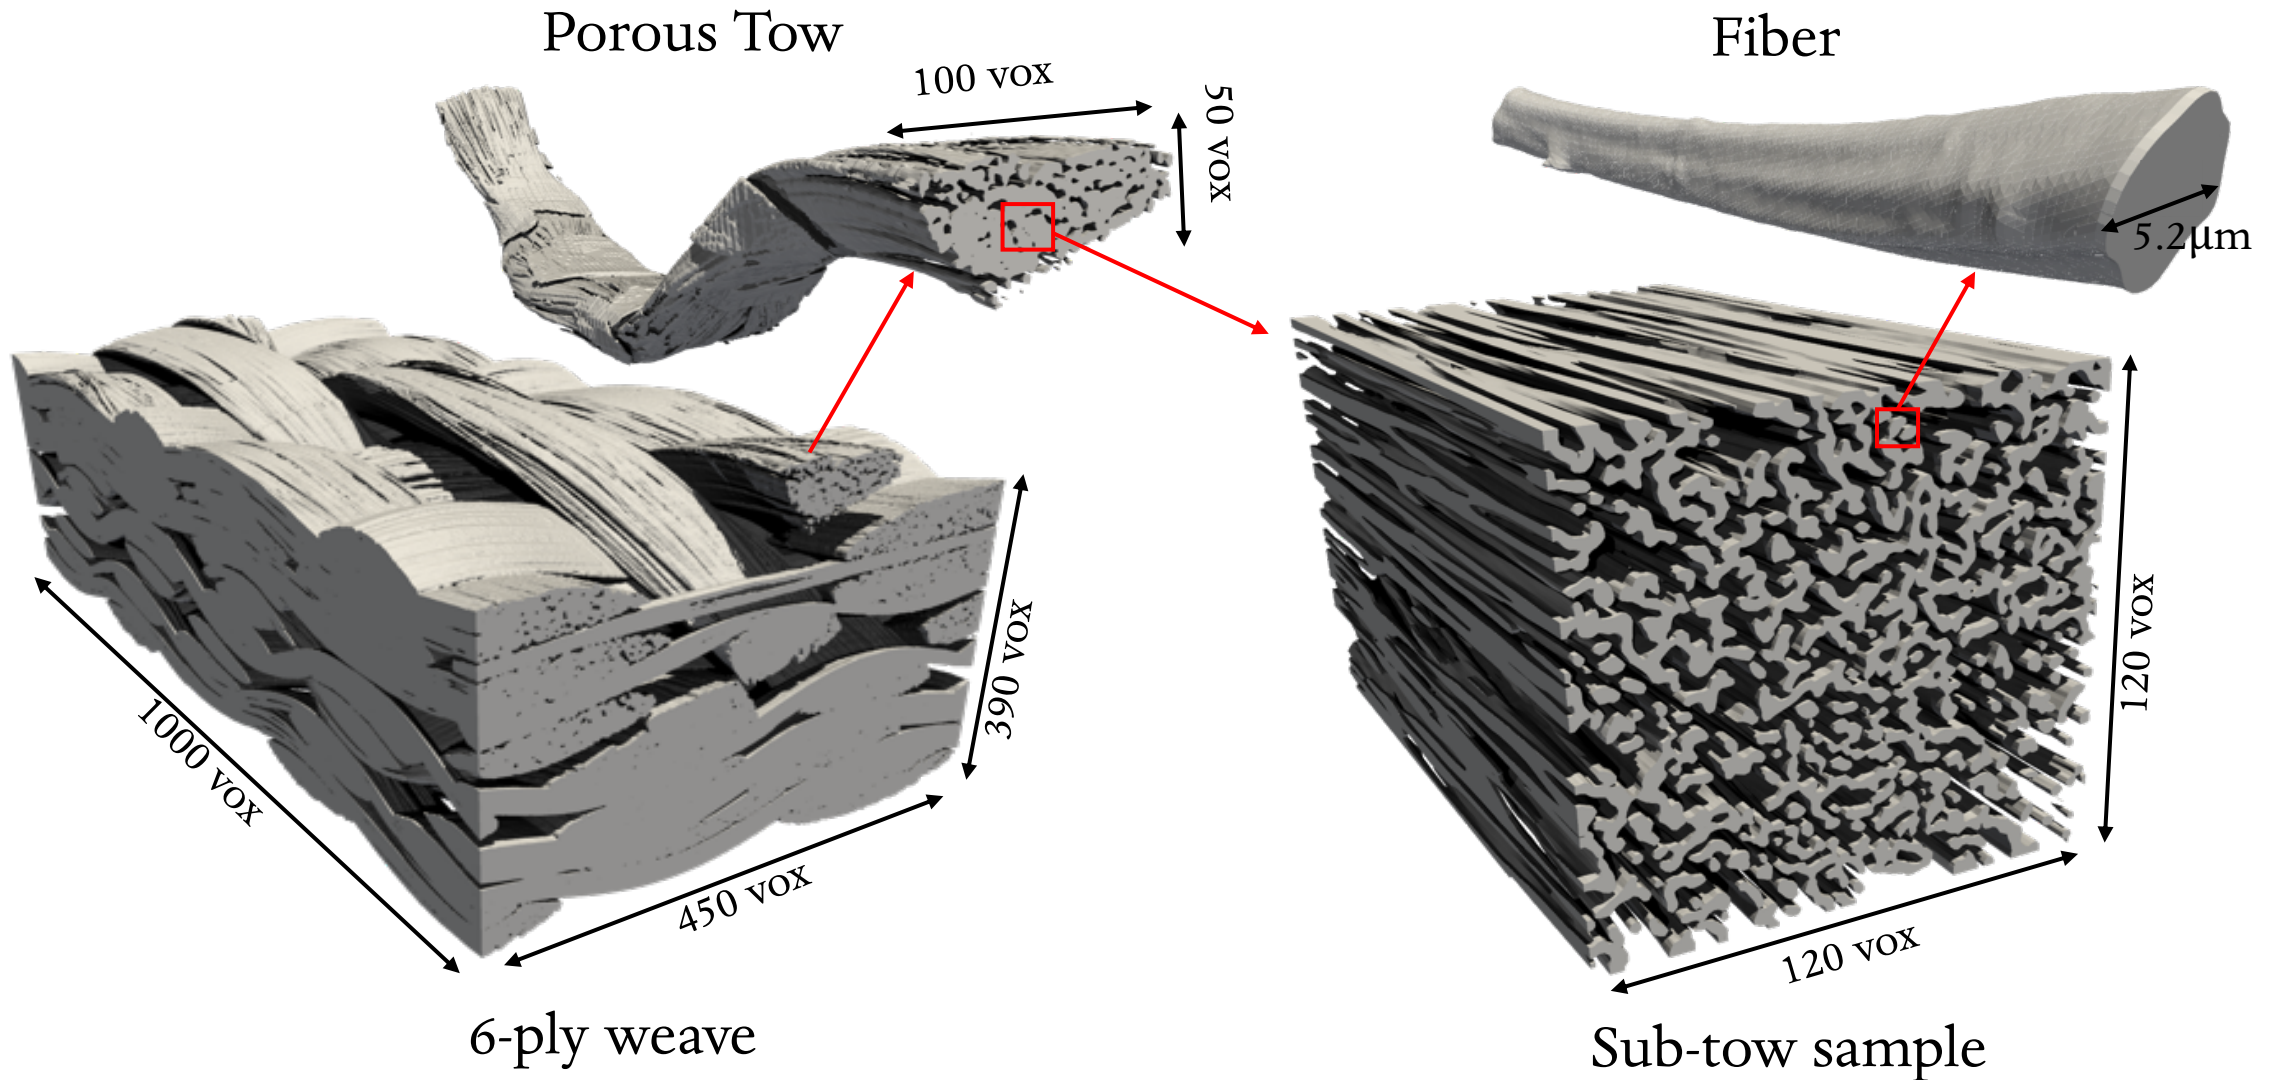 Porous Tow
Fiber
100 vox
50 vox
5.2μm
1000 vox
450 vox
390 vox
120 vox
120 vox
6-ply weave
Sub-tow sample